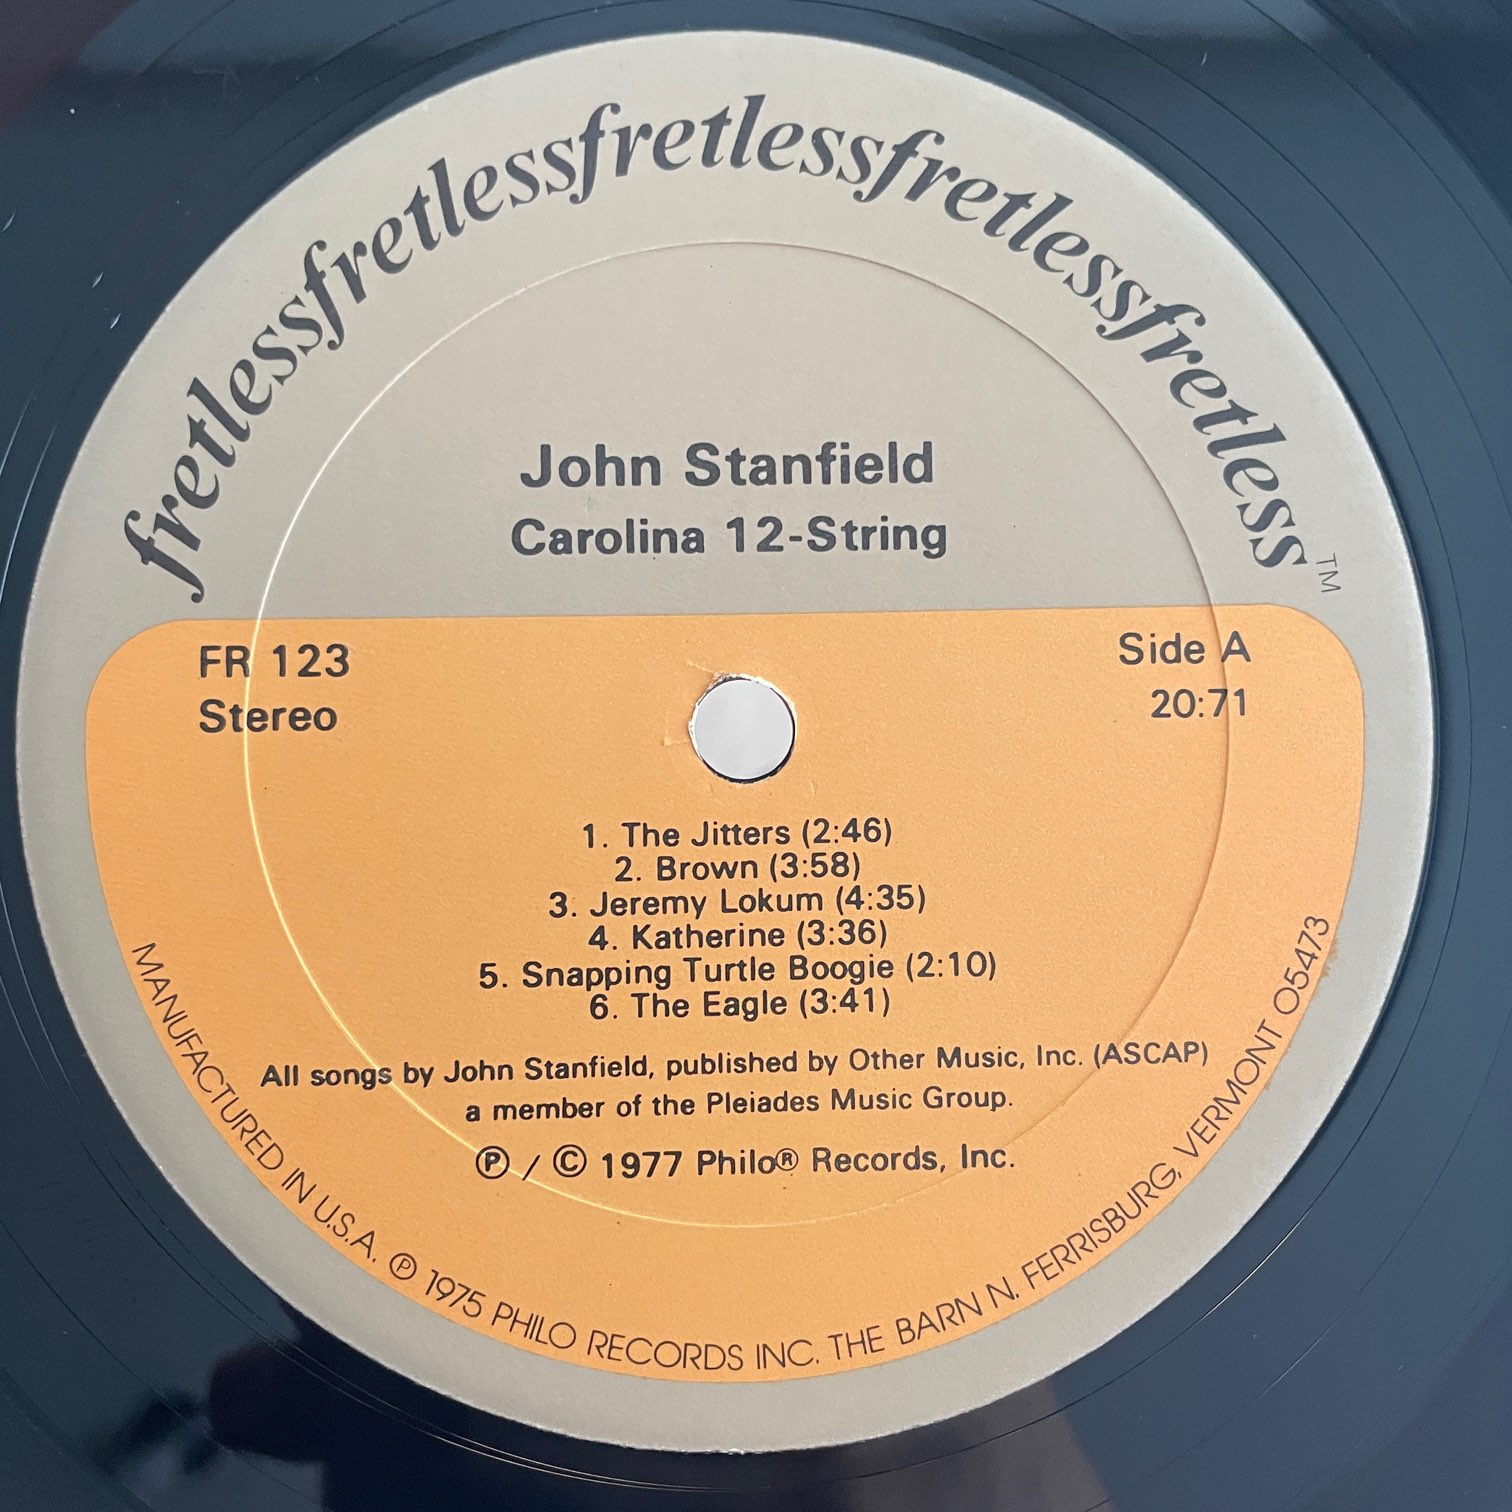 fretlessfretlessfretlessfretlessfretless™
John Stanfield
Carolina 12-String
FR 123
Stereo
Side A
20:71
1. The Jitters (2:46)
2. Brown (3:58)
3. Jeremy Lokum (4:35)
4. Katherine (3:36)
5. Snapping Turtle Boogie (2:10)
6. The Eagle (3:41)
All songs by John Stanfield, published by Other Music, Inc. (ASCAP)
a member of the Pleiades Music Group.
℗ / © 1977 Philo® Records, Inc.
MANUFACTURED IN U.S.A. ℗ 1975 PHILO RECORDS INC. THE BARN N. FERRISBURG, VERMONT 05473